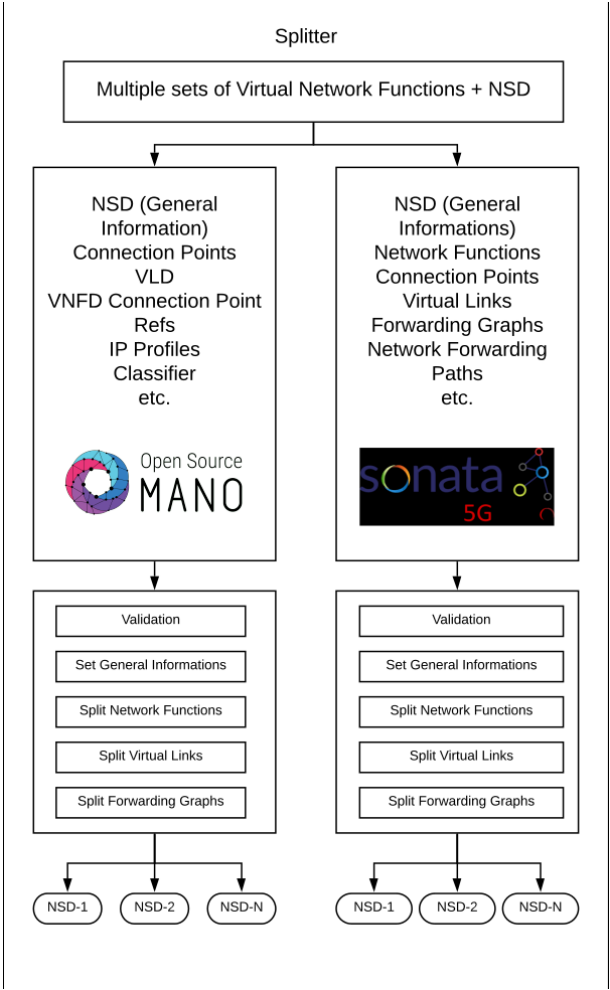 Splitter
Multiple sets of Virtual Network Functions + NSD
NSD (General
Information)
Connection Points
VLD
VNFD Connection Point
Refs
IP Profiles
Classifier
etc.
Open Source
MANO
NSD (General
Informations)
Network Functions
Connection Points
Virtual Links
Forwarding Graphs
Network Forwarding
Paths
etc.
sonata
5G
Validation
Set General Informations
Split Network Functions
Split Virtual Links
Split Forwarding Graphs
Validation
Set General Informations
Split Network Functions
Split Virtual Links
Split Forwarding Graphs
NSD-1
NSD-2
NSD-N
NSD-1
NSD-2
NSD-N